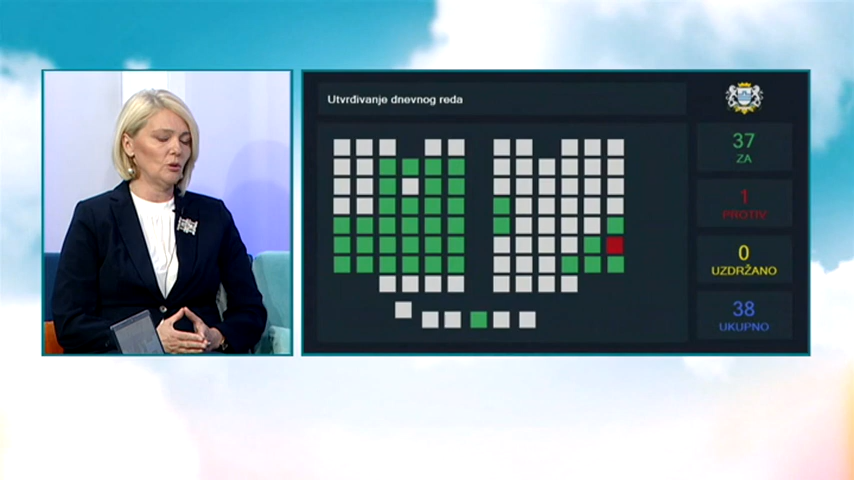 Utvrđivanje dnevnog reda
37
ZA
1
PROTIV
0
UZDRŽANO
38
UKUPNO